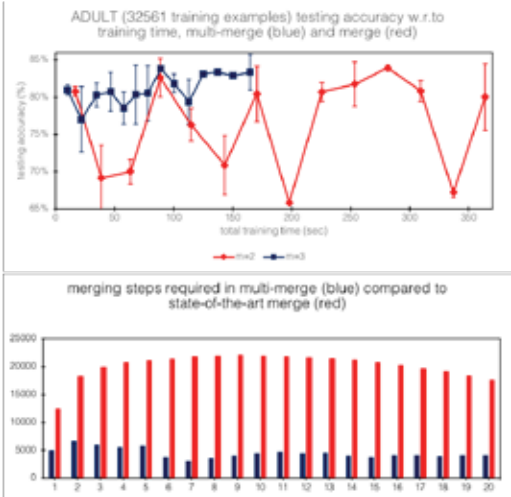 ADULT (32561 training examples) testing accuracy w.r.to
training time, multi-merge (blue) and merge (red)
85%
80%
75%
70%
65%
testing accuracy (%)
0 50 100 150 200 250 300 350
total training time (sec)
m=2 m=3
merging steps required in multi-merge (blue) compared to
state-of-the-art merge (red)
25000
20000
15000
10000
5000
0
1 2 3 4 5 6 7 8 9 10 11 12 13 14 15 16 17 18 19 20